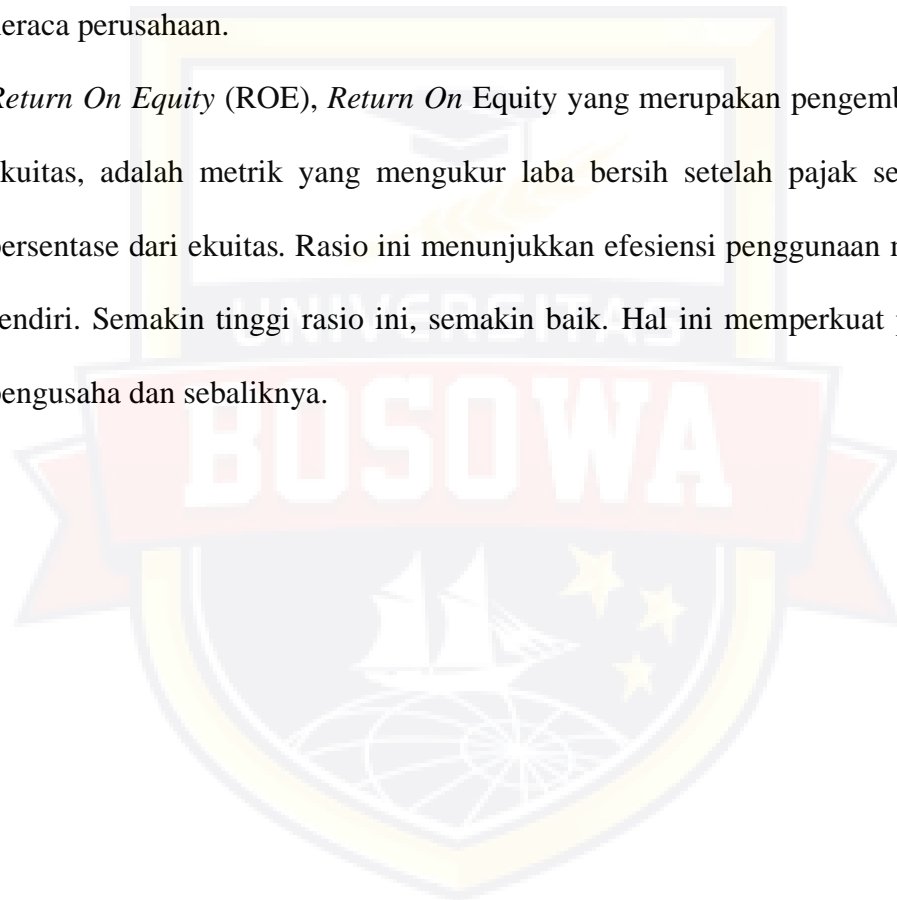 neraca perusahaan.
Return On Equity (ROE), Return On Equity yang merupakan pengemb
ekuitas, adalah metrik yang mengukur laba bersih setelah pajak se
persentase dari ekuitas. Rasio ini menunjukkan efesiensi penggunaan
sendiri. Semakin tinggi rasio ini, semakin baik. Hal ini memperkuat
pengusaha dan sebaliknya.
UNIVERSITAS
BOSOWA